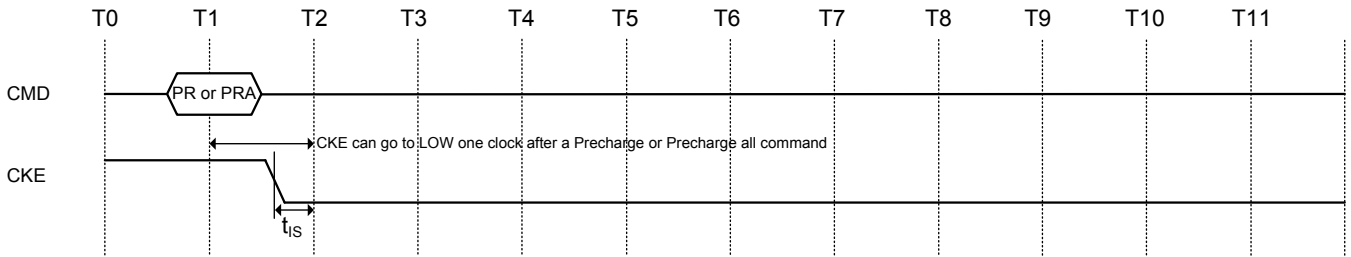 T0 T1 T2 T3 T4 T5 T6 T7 T8 T9 T10 T11
CMD PR or PRA
CKE can go to LOW one clock after a Precharge or Precharge all command
CKE
tIS